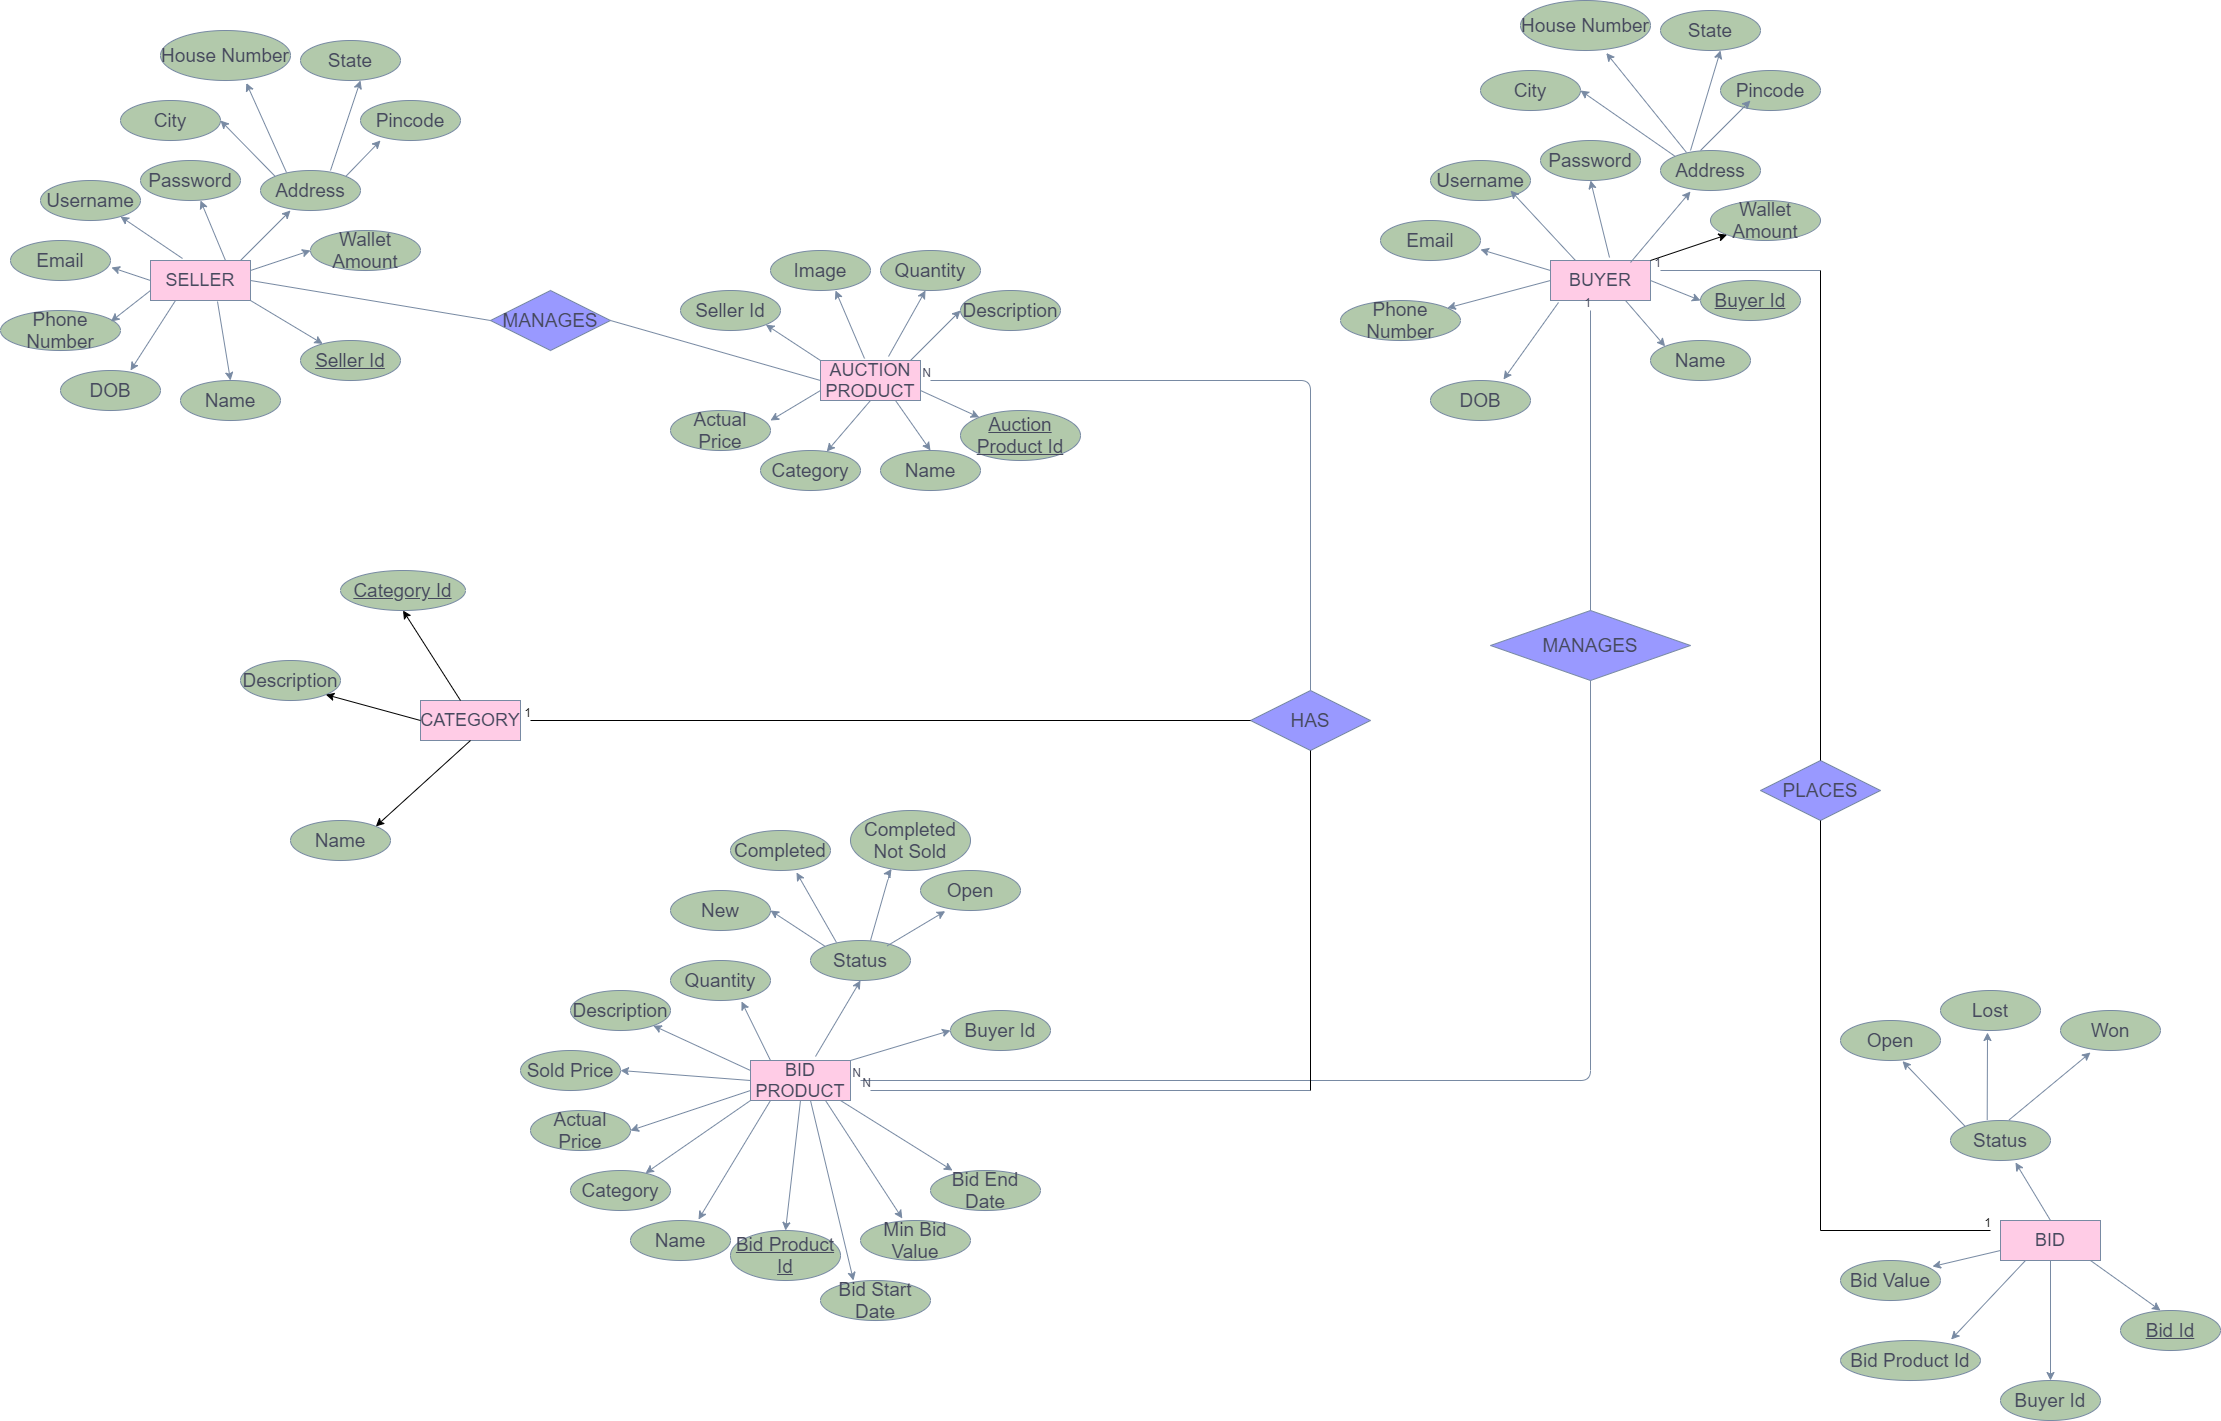 House Number
State
City
Pincode
Password
Address
Username
Wallet
Amount
Email
SELLER
Phone
Number
Seller Id
DOB
Name
MANAGES
Image
Quantity
Seller Id
Description
AUCTION
PRODUCT
N
Actual
Price
Auction
Product Id
Category
Name
House Number
State
City
Pincode
Password
Address
Username
Wallet
Amount
Email
BUYER
1
1
Buyer Id
Phone
Number
Name
DOB
Category Id
Description
CATEGORY
1
Name
HAS
MANAGES
PLACES
Completed
Completed
Not Sold
Open
New
Status
Quantity
Description
Buyer Id
Sold Price
BID
PRODUCT
N
N
Actual
Price
Category
Bid End
Date
Name
Bid Product
Id
Min Bid
Value
Bid Start
Date
Lost
Open
Won
Status
1
BID
Bid Value
Bid Id
Bid Product Id
Buyer Id